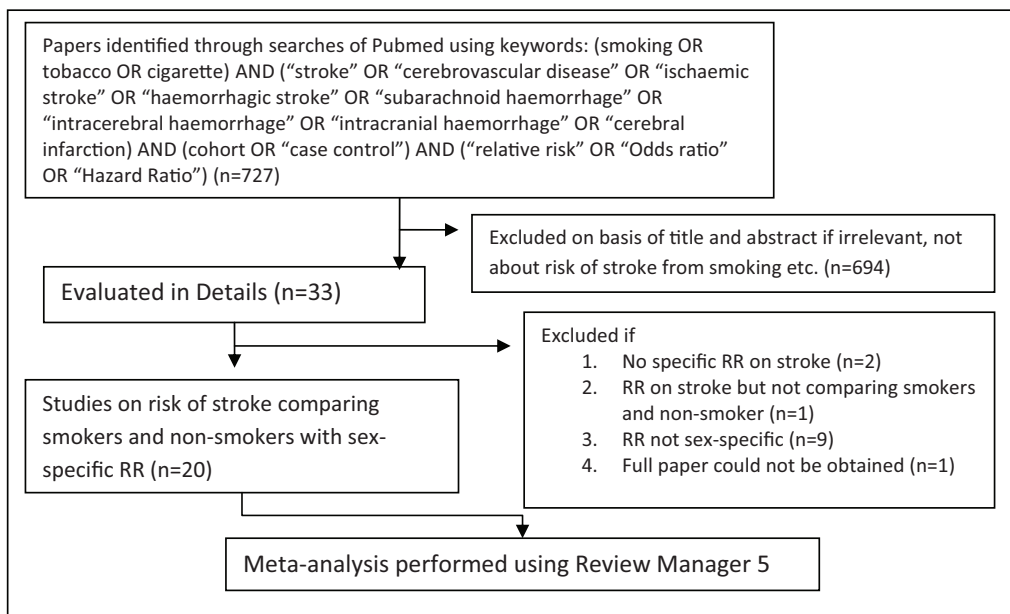 Papers identified through searches of Pubmed using keywords: (smoking OR
tobacco OR cigarette) AND (“stroke” OR “cerebrovascular disease” OR “ischaemic
stroke” OR “haemorrhagic stroke” OR “subarachnoid haemorrhage” OR
“intracerebral haemorrhage” OR “intracranial haemorrhage” OR “cerebral
infarction) AND (cohort OR “case control”) AND (“relative risk” OR “Odds ratio”
OR “Hazard Ratio”) (n=727)
Excluded on basis of title and abstract if irrelevant, not
about risk of stroke from smoking etc. (n=694)
Evaluated in Details (n=33)
Excluded if
1. No specific RR on stroke (n=2)
2. RR on stroke but not comparing smokers
and non-smoker (n=1)
3. RR not sex-specific (n=9)
4. Full paper could not be obtained (n=1)
Studies on risk of stroke comparing
smokers and non-smokers with sex-
specific RR (n=20)
Meta-analysis performed using Review Manager 5